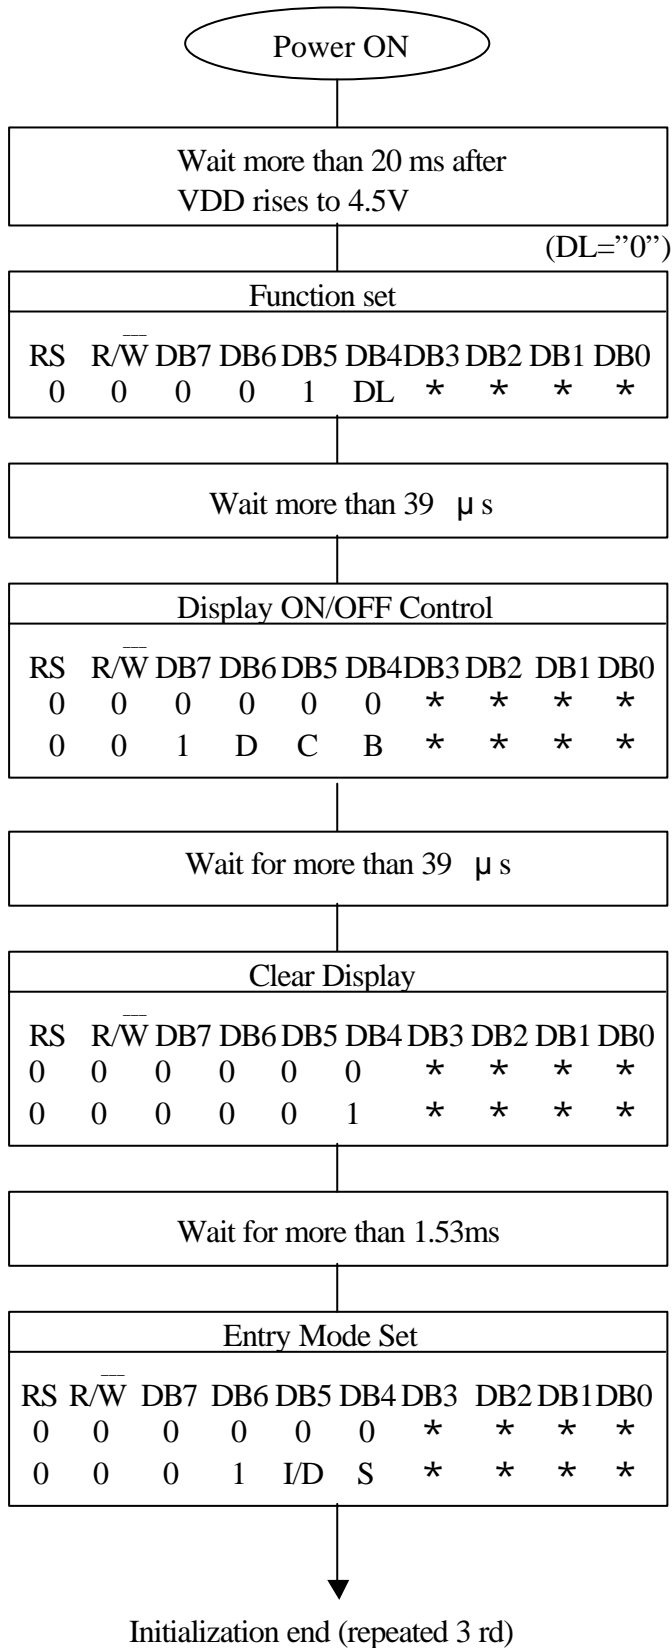 Power ON
Wait more than 20 ms after
VDD rises to 4.5V
(DL=”0”)
Function set
RS R/W̅ DB7 DB6 DB5 DB4 DB3 DB2 DB1 DB0
0 0 0 0 1 DL * * * *
Wait more than 39 μs
Display ON/OFF Control
RS R/W̅ DB7 DB6 DB5 DB4 DB3 DB2 DB1 DB0
0 0 0 0 0 0 * * * *
0 0 1 D C B * * * *
Wait for more than 39 μs
Clear Display
RS R/W̅ DB7 DB6 DB5 DB4 DB3 DB2 DB1 DB0
0 0 0 0 0 0 * * * *
0 0 0 0 0 1 * * * *
Wait for more than 1.53ms
Entry Mode Set
RS R/W̅ DB7 DB6 DB5 DB4 DB3 DB2 DB1 DB0
0 0 0 0 0 0 * * * *
0 0 0 1 I/D S * * * *
Initialization end (repeated 3 rd)